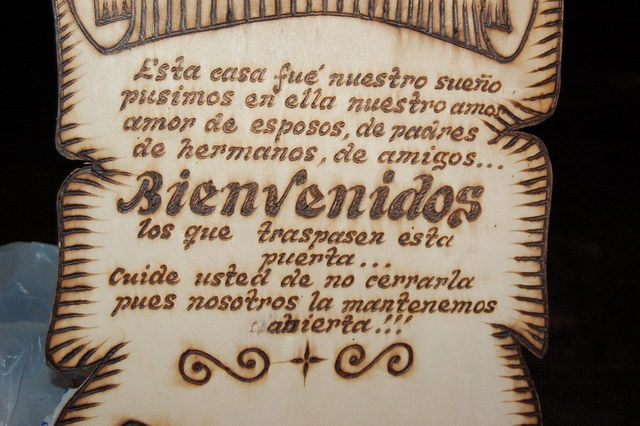 Esta casa fué nuestro sueño
pusimos en ella nuestro amor
amor de esposos, de padres
de hermanos, de amigos...
Bienvenidos
los que traspasen esta
puerta...
Cuide usted de no cerrarla
pues nosotros la mantenemos
abierta!!!